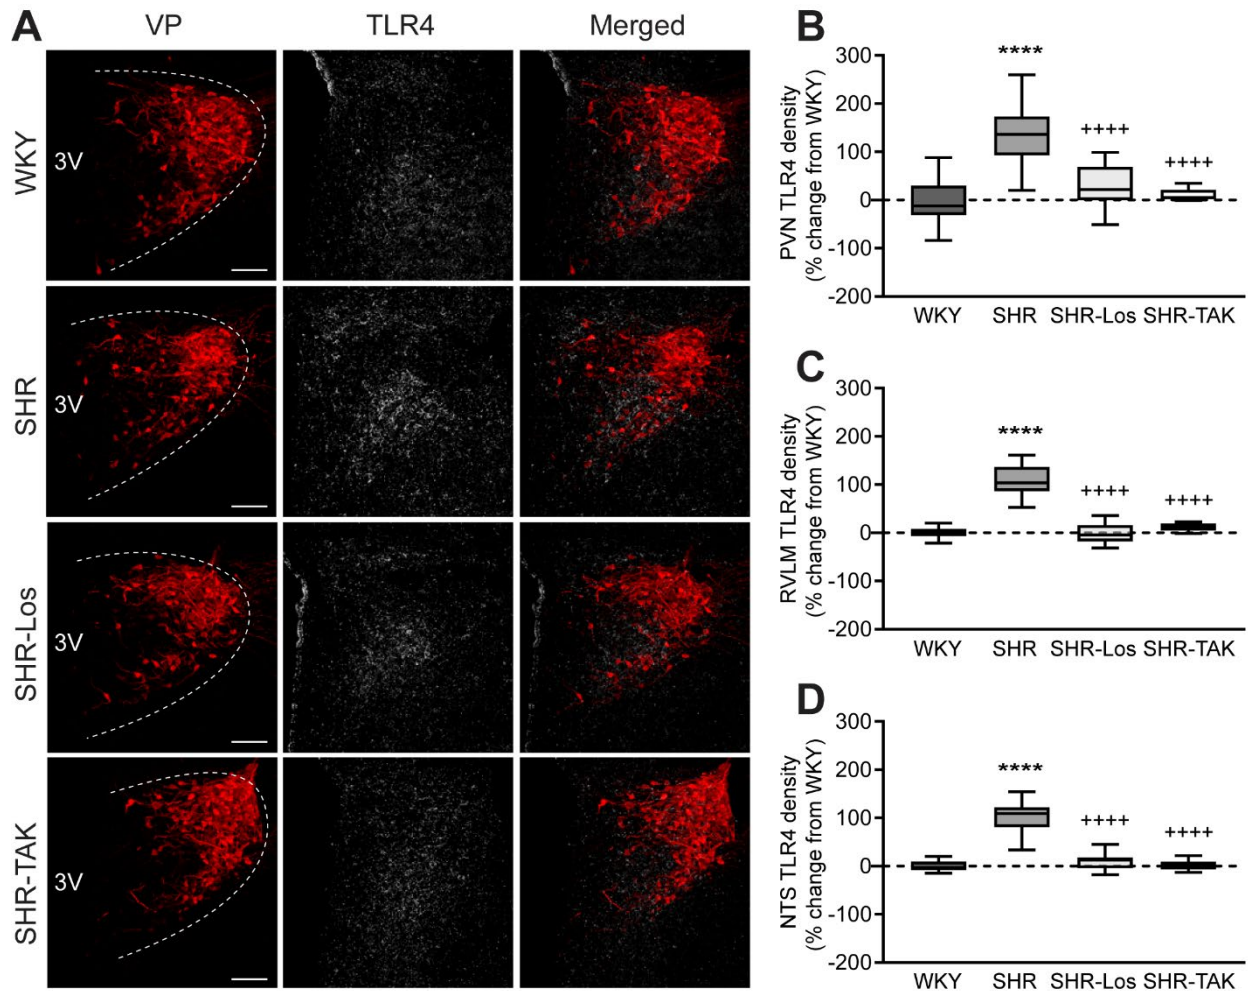 A
VP
TLR4
Merged
WKY
3V
SHR
3V
SHR-Los
3V
SHR-TAK
3V
B
PVN TLR4 density
(% change from WKY)
300
200
100
0
-100
-200
****
++++
++++
WKY
SHR
SHR-Los
SHR-TAK
C
RVLM TLR4 density
(% change from WKY)
300
200
100
0
-100
-200
****
++++
++++
WKY
SHR
SHR-Los
SHR-TAK
D
NTS TLR4 density
(% change from WKY)
300
200
100
0
-100
-200
****
++++
++++
WKY
SHR
SHR-Los
SHR-TAK